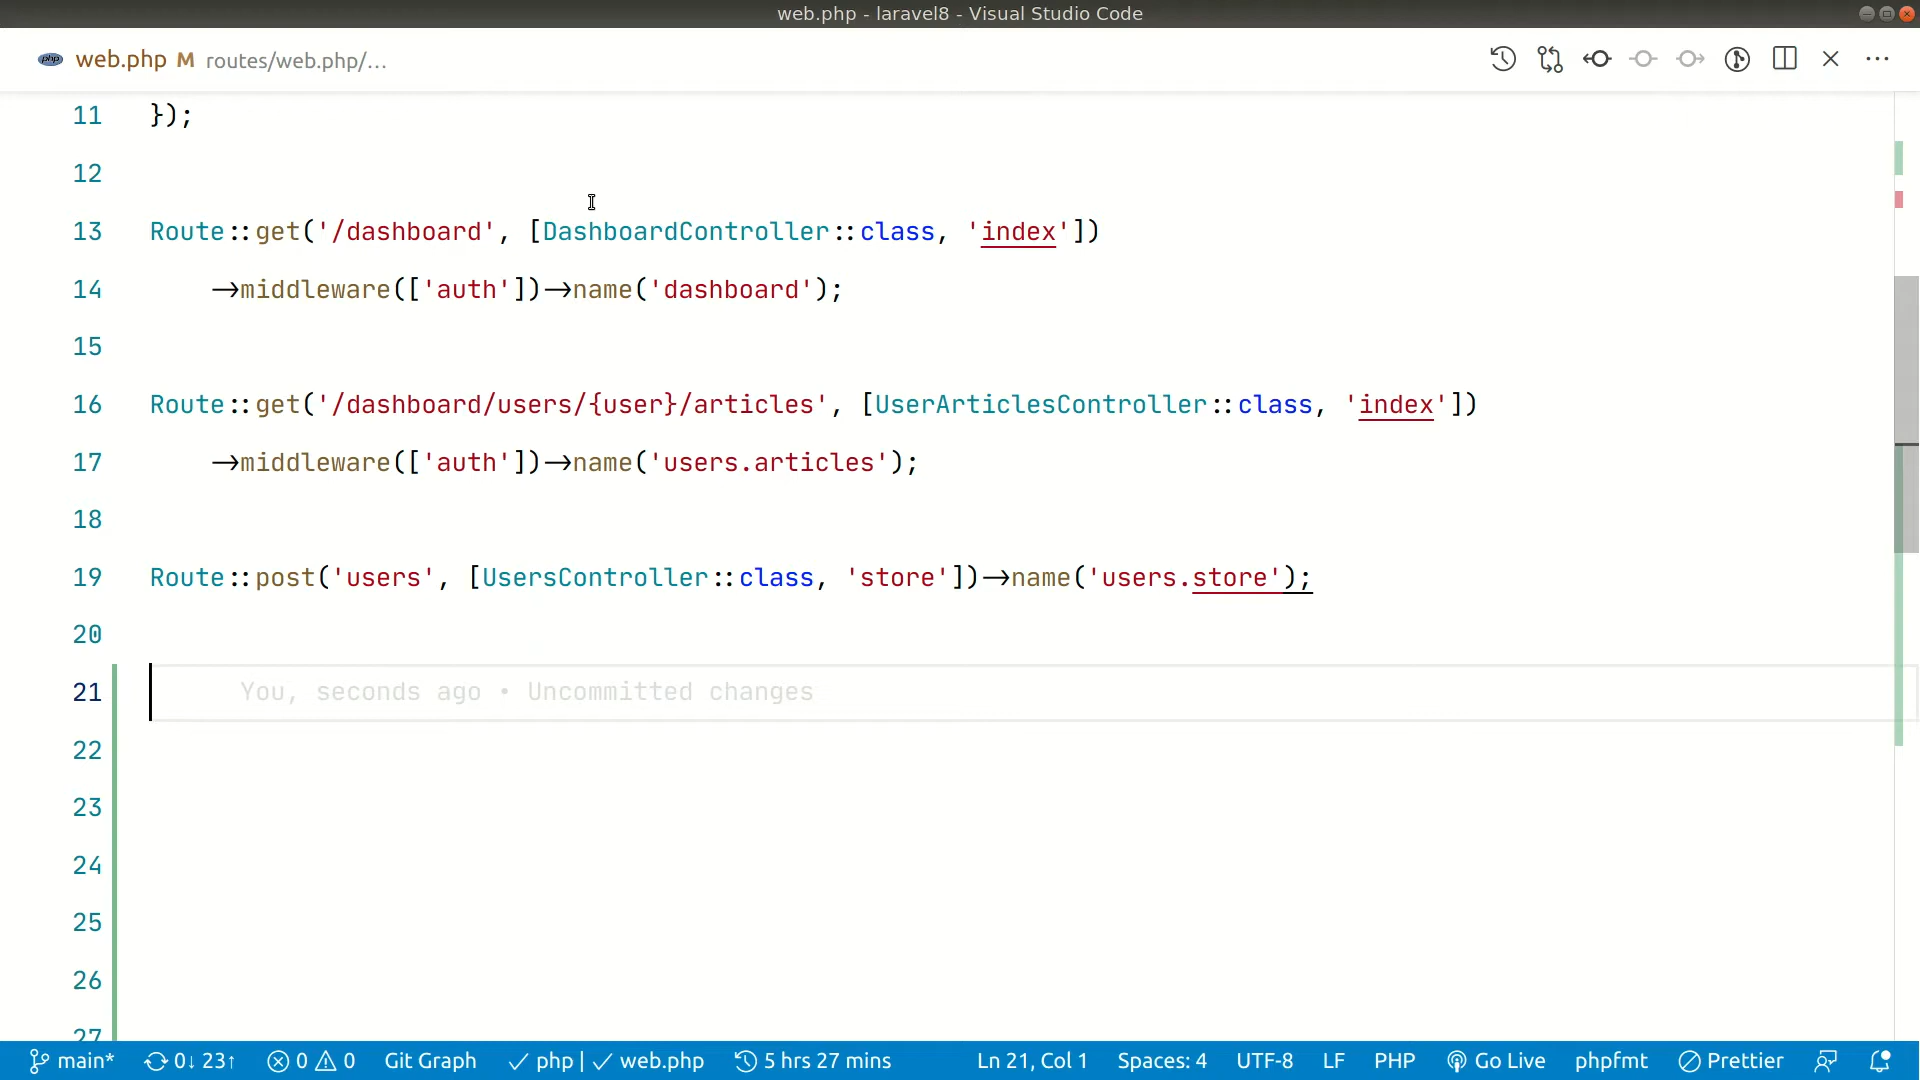 web.php - laravel8 - Visual Studio Code
php web.php M routes/web.php/...
11 });
12
13 Route::get('/dashboard', [DashboardController::class, 'index'])
14 ->middleware(['auth'])->name('dashboard');
15
16 Route::get('/dashboard/users/{user}/articles', [UserArticlesController::class, 'index'])
17 ->middleware(['auth'])->name('users.articles');
18
19 Route::post('users', [UsersController::class, 'store'])->name('users.store');
20
21 You, seconds ago • Uncommitted changes
22
23
24
25
26
27
main* 0↓ 23↑ 0 0 Git Graph ✓ php | ✓ web.php 5 hrs 27 mins Ln 21, Col 1 Spaces: 4 UTF-8 LF PHP Go Live phpfmt Prettier